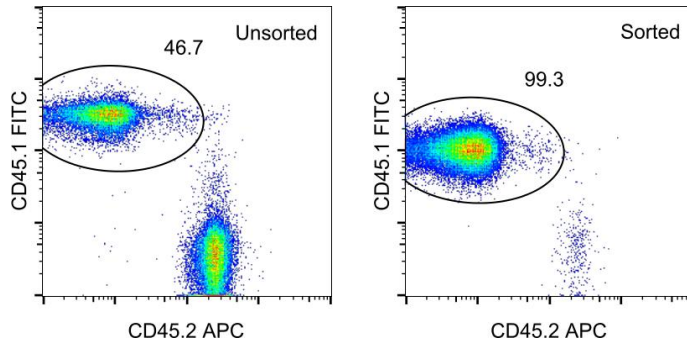 Unsorted
46.7
CD45.1 FITC
CD45.2 APC
Sorted
99.3
CD45.1 FITC
CD45.2 APC